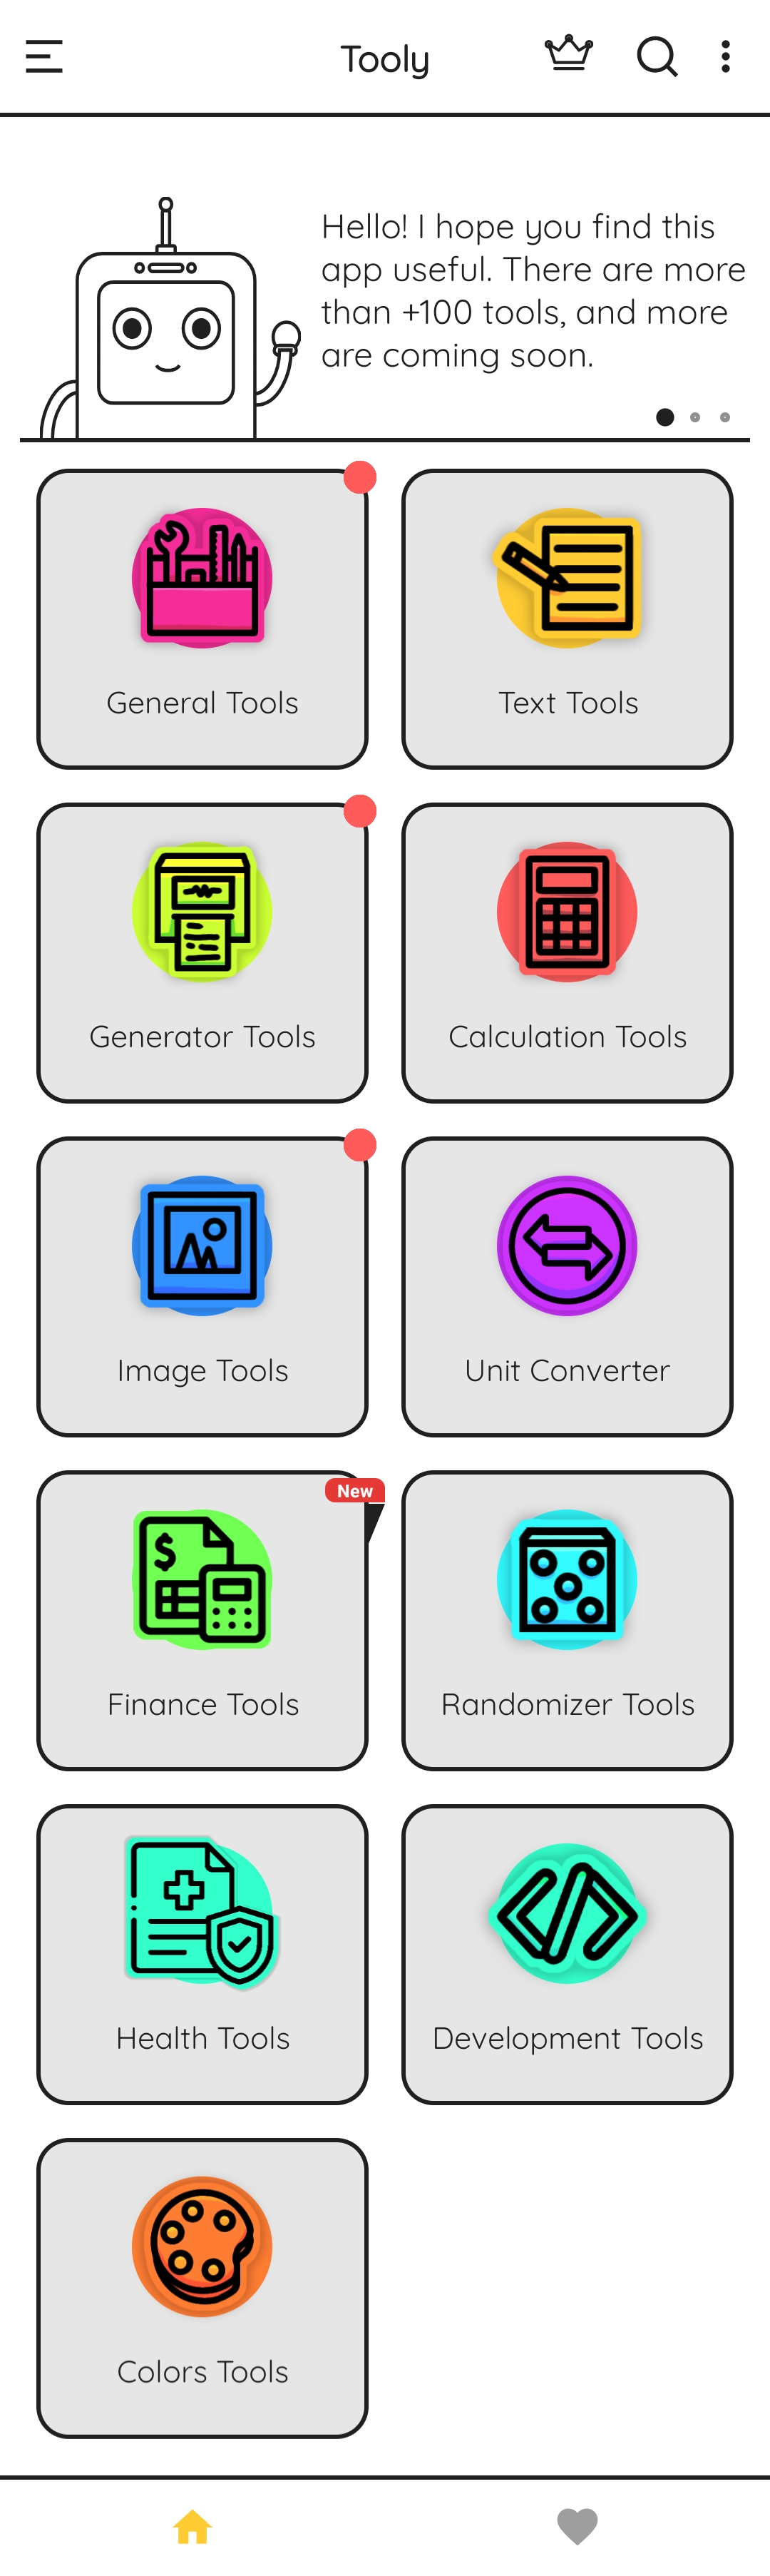 Tooly
Hello! I hope you find this
app useful. There are more
than +100 tools, and more
are coming soon.
General Tools
Text Tools
Generator Tools
Calculation Tools
Image Tools
Unit Converter
New
Finance Tools
Randomizer Tools
Health Tools
Development Tools
Colors Tools